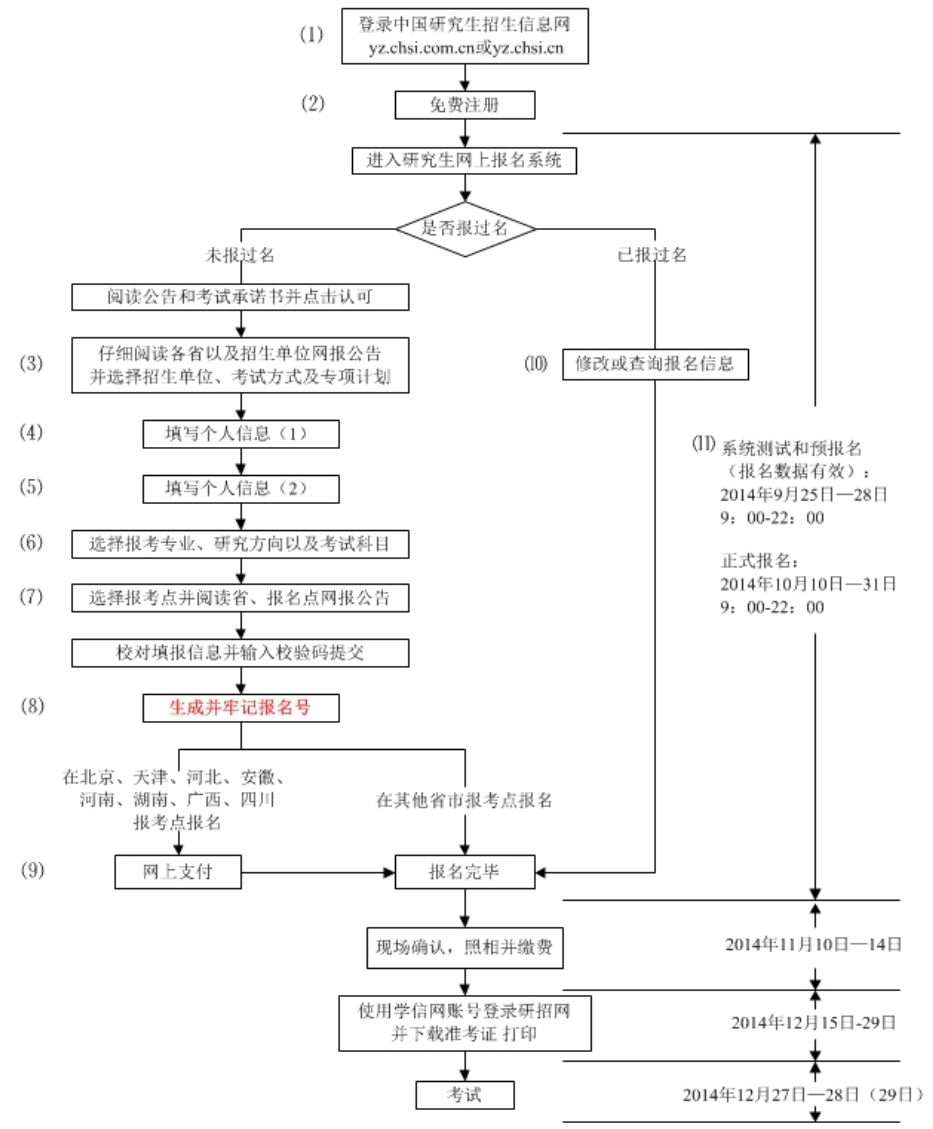 (1)
登录中国研究生招生信息网
yz.chsi.com.cn或yz.chsi.cn
(2)
免费注册
进入研究生网上报名系统
是否报过名
未报过名
已报过名
阅读公告和考试承诺书并点击认可
(3)
仔细阅读各省以及招生单位网报公告
并选择招生单位、考试方式及专项计划
(10)
修改或查询报名信息
(4)
填写个人信息（1）
(5)
填写个人信息（2）
(6)
选择报考专业、研究方向以及考试科目
(7)
选择报考点并阅读省、报名点网报公告
校对填报信息并输入校验码提交
(8)
生成并牢记报名号
(11)
系统测试和预报名
（报名数据有效）：
2014年9月25日—28日
9：00-22：00
正式报名：
2014年10月10日—31日
9：00-22：00
在北京、天津、河北、安徽、
河南、湖南、广西、四川
报考点报名
在其他省市报考点报名
(9)
网上支付
报名完毕
现场确认，照相并缴费
2014年11月10日—14日
使用学信网账号登录研招网
并下载准考证 打印
2014年12月15日-29日
考试
2014年12月27日—28日（29日）